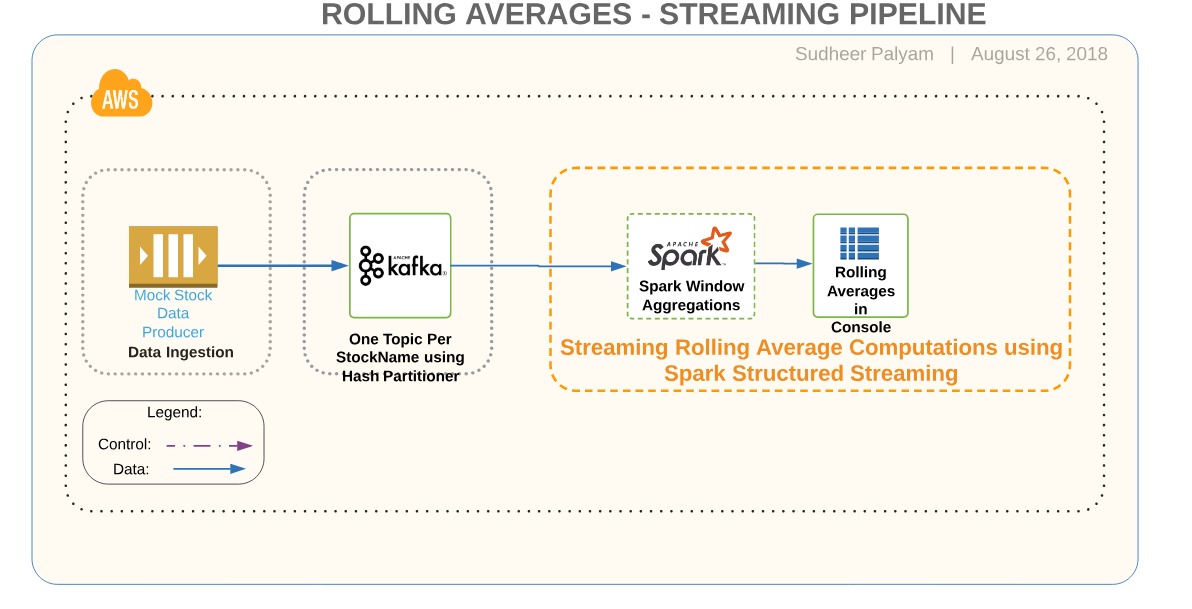 ROLLING AVERAGES - STREAMING PIPELINE
Sudheer Palyam | August 26, 2018
AWS
Mock Stock
Data
Producer
Data Ingestion
APACHE
kafka
One Topic Per
StockName using
Hash Partitioner
APACHE
Spark
Spark Window
Aggregations
Rolling
Averages
in
Console
Streaming Rolling Average Computations using
Spark Structured Streaming
Legend:
Control:
Data: